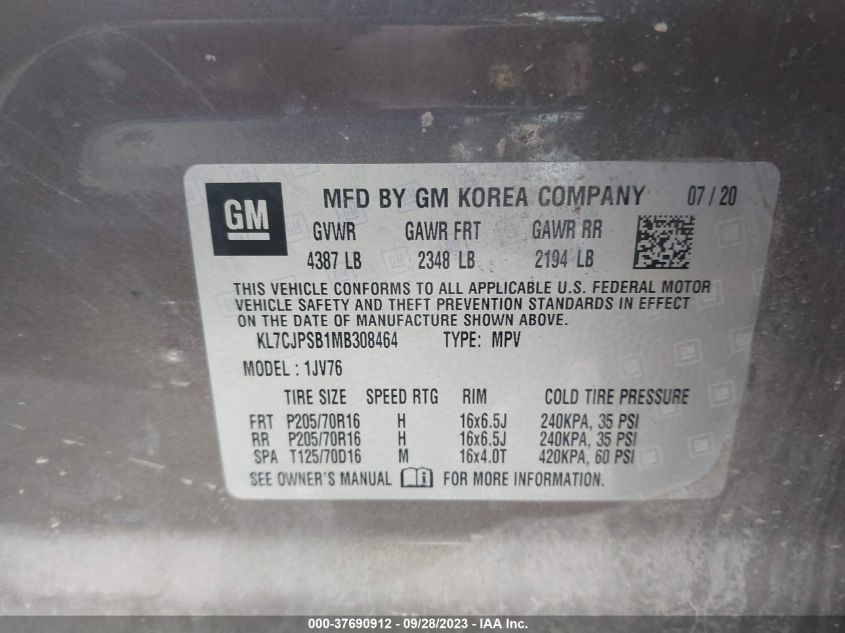 GM MFD BY GM KOREA COMPANY 07/20
GVWR GAWR FRT GAWR RR
4387 LB 2348 LB 2194 LB
THIS VEHICLE CONFORMS TO ALL APPLICABLE U.S. FEDERAL MOTOR
VEHICLE SAFETY AND THEFT PREVENTION STANDARDS IN EFFECT
ON THE DATE OF MANUFACTURE SHOWN ABOVE.
KL7CJPSB1MB308464 TYPE: MPV
MODEL: 1JV76
TIRE SIZE SPEED RTG RIM COLD TIRE PRESSURE
FRT P205/70R16 H 16x6.5J 240KPA, 35 PSI
RR P205/70R16 H 16x6.5J 240KPA, 35 PSI
SPA T125/70D16 M 16x4.0T 420KPA, 60 PSI
SEE OWNER'S MANUAL i FOR MORE INFORMATION.
000-37690912 - 09/28/2023 - IAA Inc.